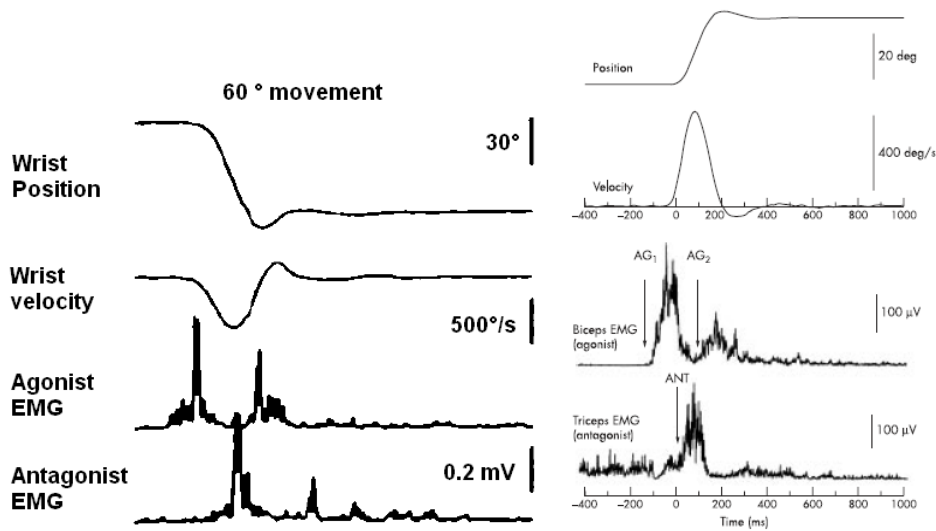 60 ° movement
30°
Wrist
Position
Wrist
velocity
500°/s
Agonist
EMG
0.2 mV
Antagonist
EMG
20 deg
Position
400 deg/s
Velocity
−400 −200 0 200 400 600 800 1000
AG1 AG2
100 μV
Biceps EMG
(agonist)
ANT
Triceps EMG
(antagonist)
100 μV
−400 −200 0 200 400 600 800 1000
Time (ms)